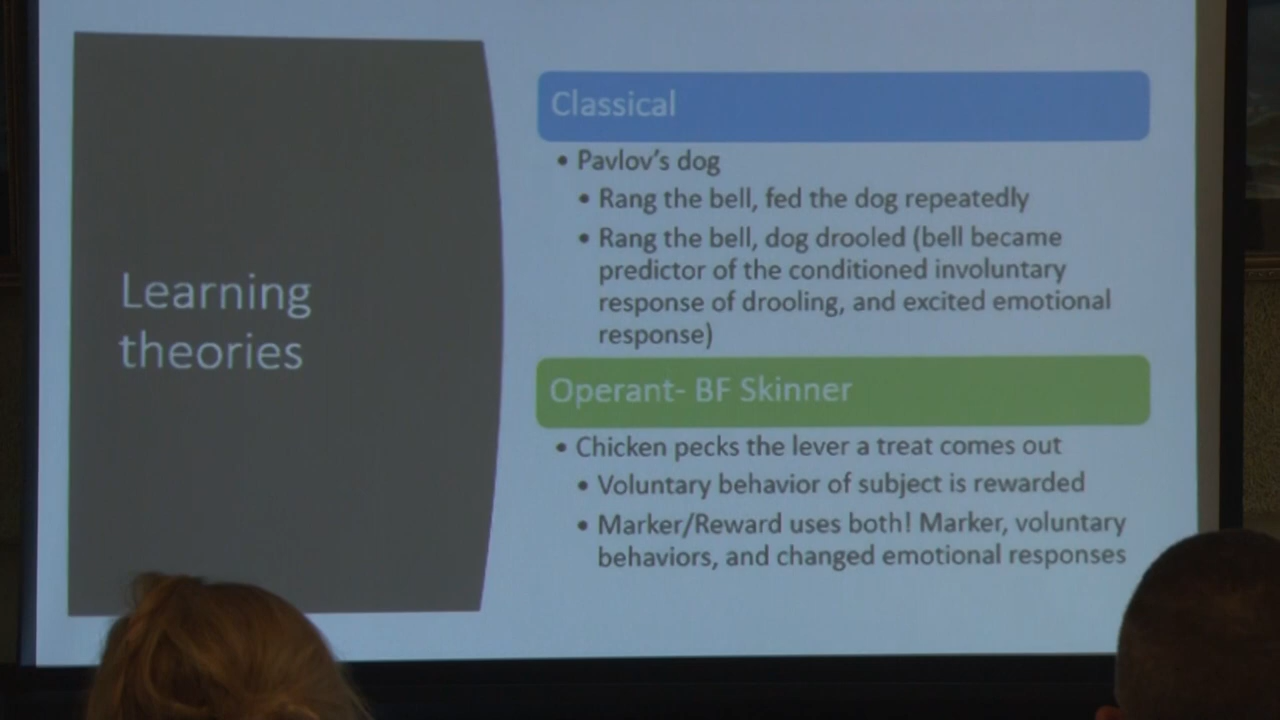 Learning
theories
Classical
• Pavlov's dog
• Rang the bell, fed the dog repeatedly
• Rang the bell, dog drooled (bell became
predictor of the conditioned involuntary
response of drooling, and excited emotional
response)
Operant- BF Skinner
• Chicken pecks the lever a treat comes out
• Voluntary behavior of subject is rewarded
• Marker/Reward uses both! Marker, voluntary
behaviors, and changed emotional responses